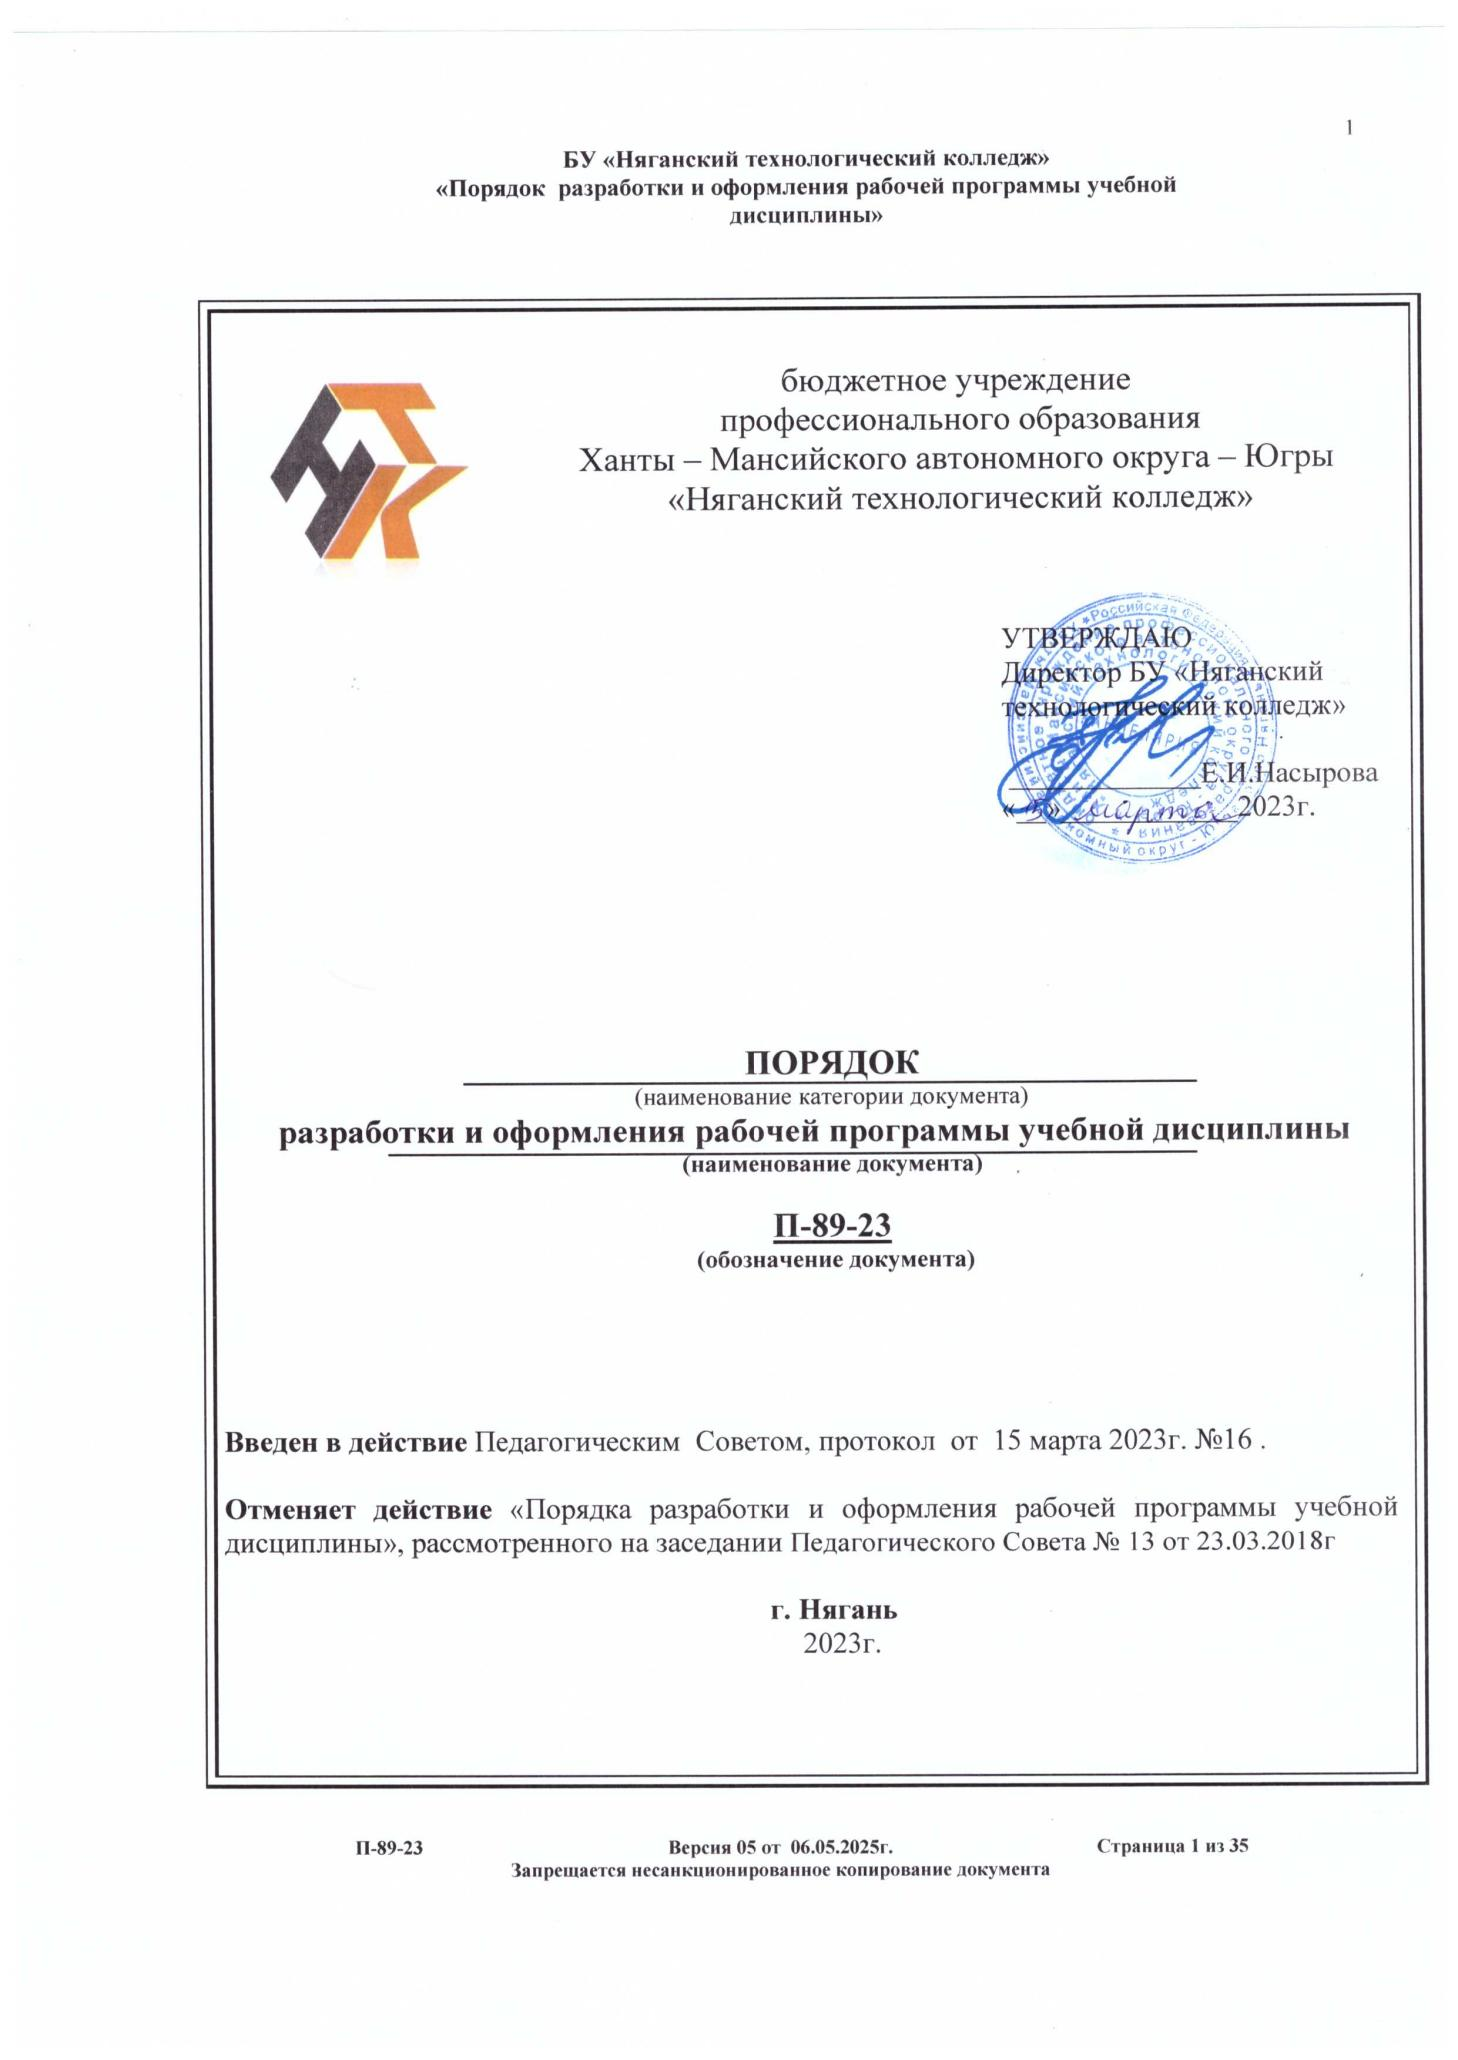 1
БУ «Няганский технологический колледж»
«Порядок разработки и оформления рабочей программы учебной
дисциплины»
НТК
бюджетное учреждение
профессионального образования
Ханты – Мансийского автономного округа – Югры
«Няганский технологический колледж»
УТВЕРЖДАЮ
Директор БУ «Няганский
технологический колледж»
____________Е.И.Насырова
«15» марта 2023г.
ПОРЯДОК
(наименование категории документа)
разработки и оформления рабочей программы учебной дисциплины
(наименование документа)
П-89-23
(обозначение документа)
Введен в действие Педагогическим Советом, протокол от 15 марта 2023г. №16 .
Отменяет действие «Порядка разработки и оформления рабочей программы учебной
дисциплины», рассмотренного на заседании Педагогического Совета № 13 от 23.03.2018г
г. Нягань
2023г.
П-89-23 Версия 05 от 06.05.2025г. Страница 1 из 35
Запрещается несанкционированное копирование документа